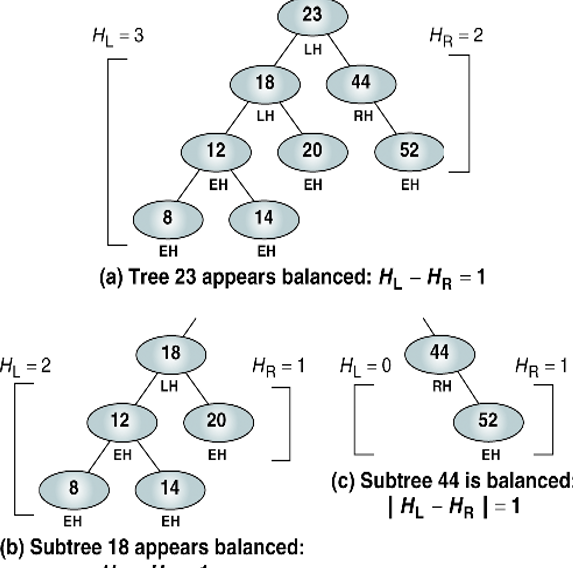 23
H_L = 3
H_R = 2
LH
18
44
LH
RH
12
20
52
EH
EH
EH
8
14
EH
EH
(a) Tree 23 appears balanced: H_L – H_R = 1
18
H_L = 2
H_R = 1
LH
12
20
EH
EH
8
14
EH
EH
(b) Subtree 18 appears balanced:
44
H_L = 0
H_R = 1
RH
52
EH
(c) Subtree 44 is balanced:
| H_L – H_R | = 1